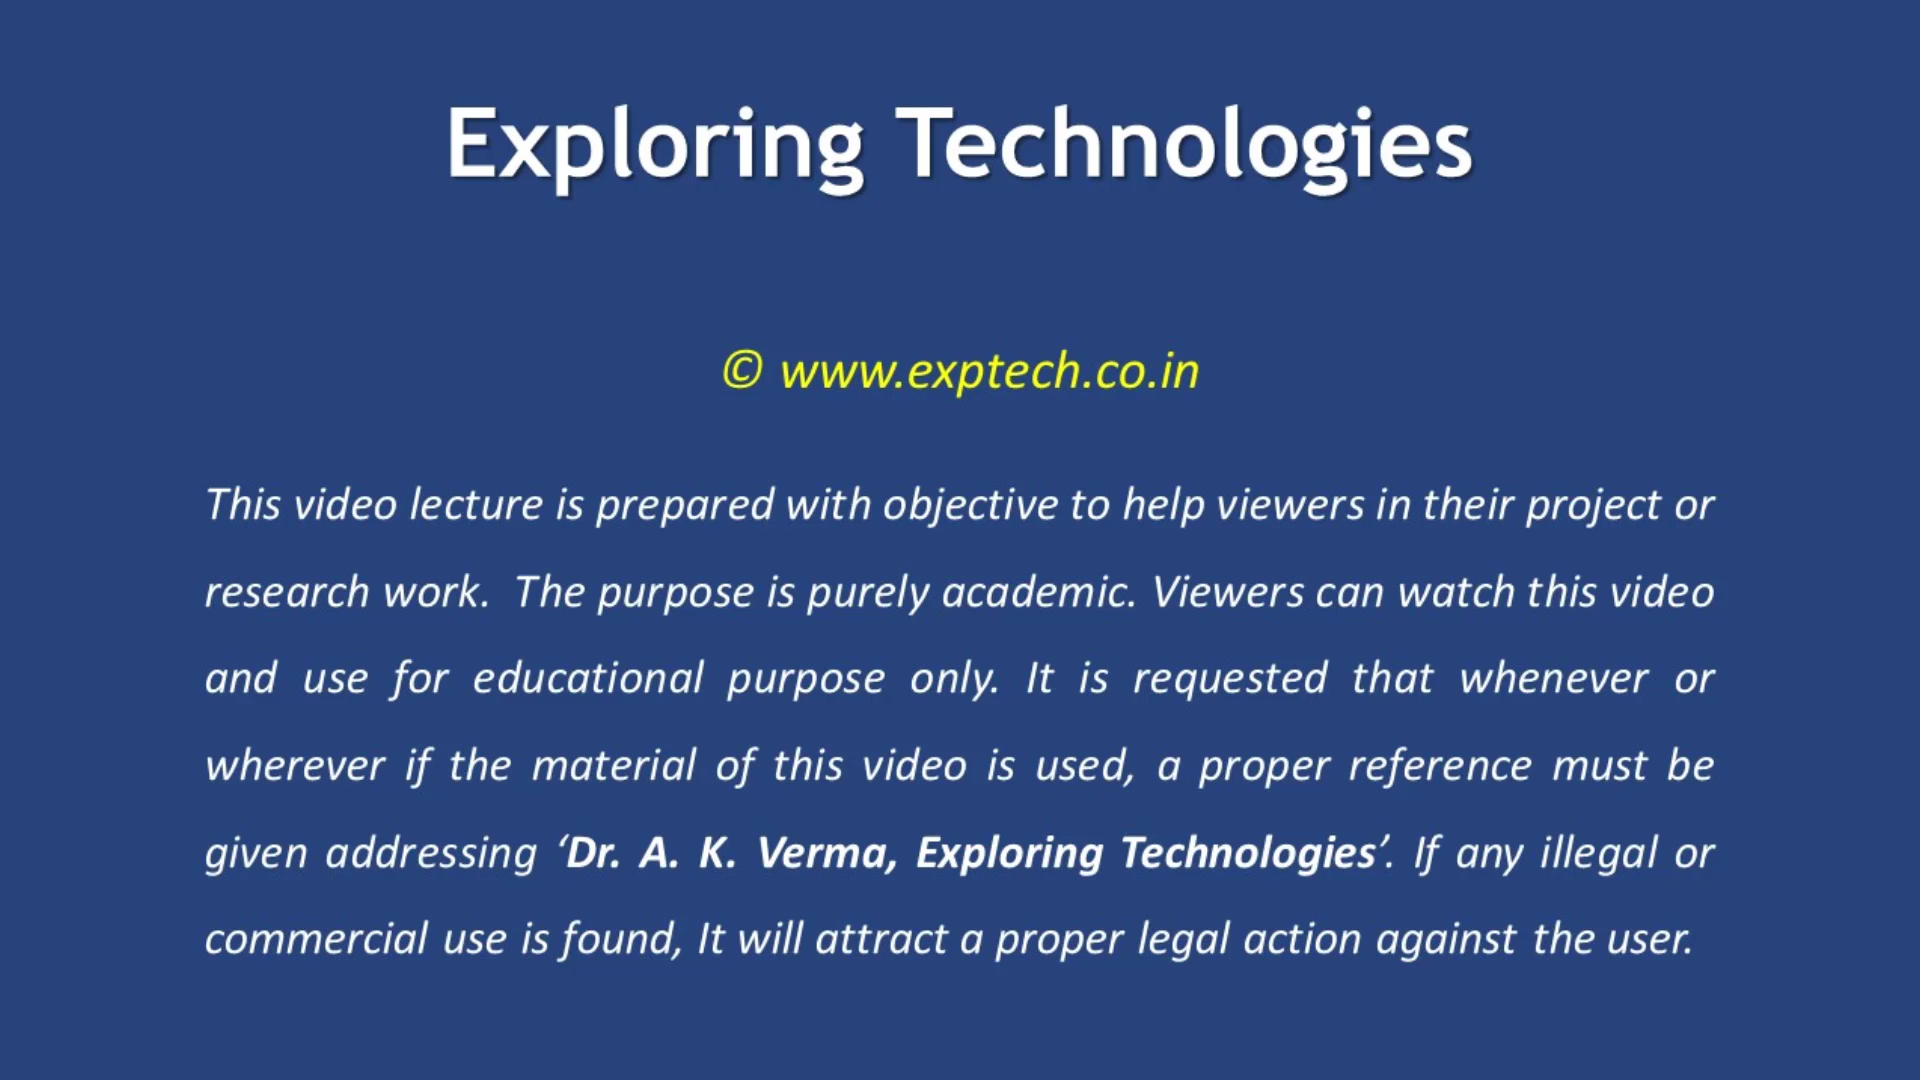 Exploring Technologies
© www.exptech.co.in
This video lecture is prepared with objective to help viewers in their project or
research work.  The purpose is purely academic. Viewers can watch this video
and use for educational purpose only. It is requested that whenever or
wherever if the material of this video is used, a proper reference must be
given addressing ‘Dr. A. K. Verma, Exploring Technologies’. If any illegal or
commercial use is found, It will attract a proper legal action against the user.